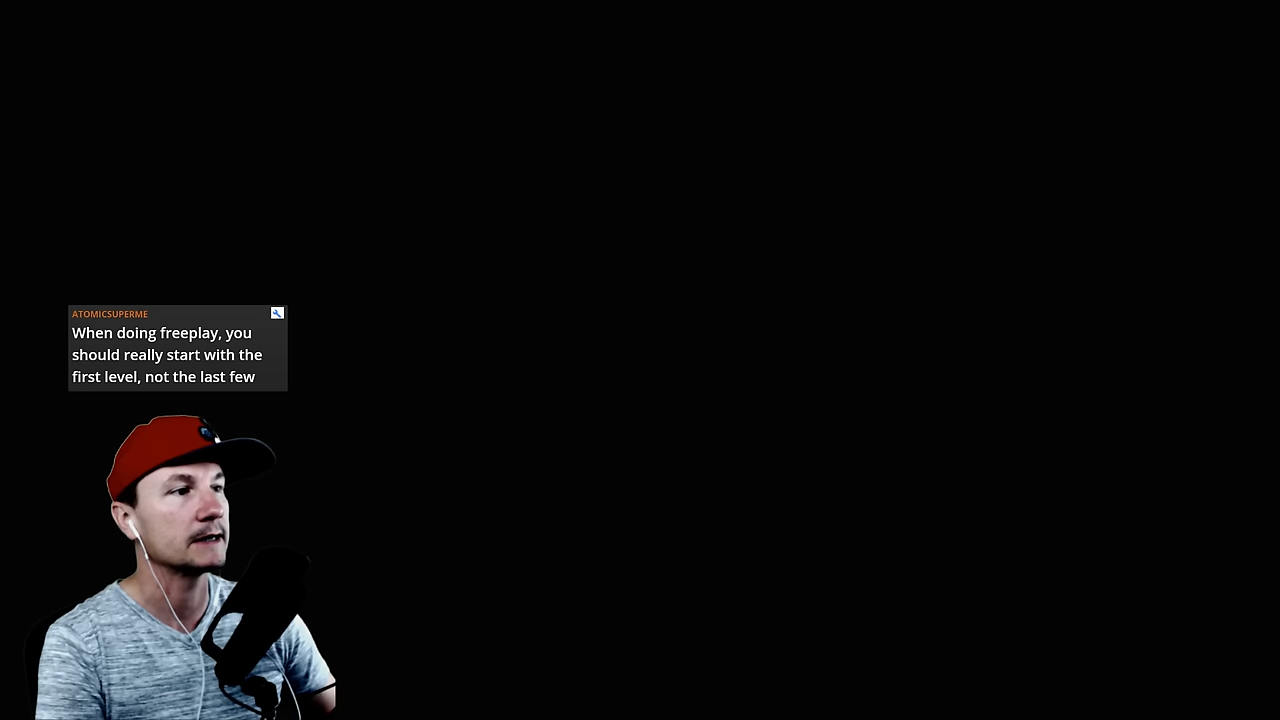 ATOMICSUPERME
When doing freeplay, you
should really start with the
first level, not the last few